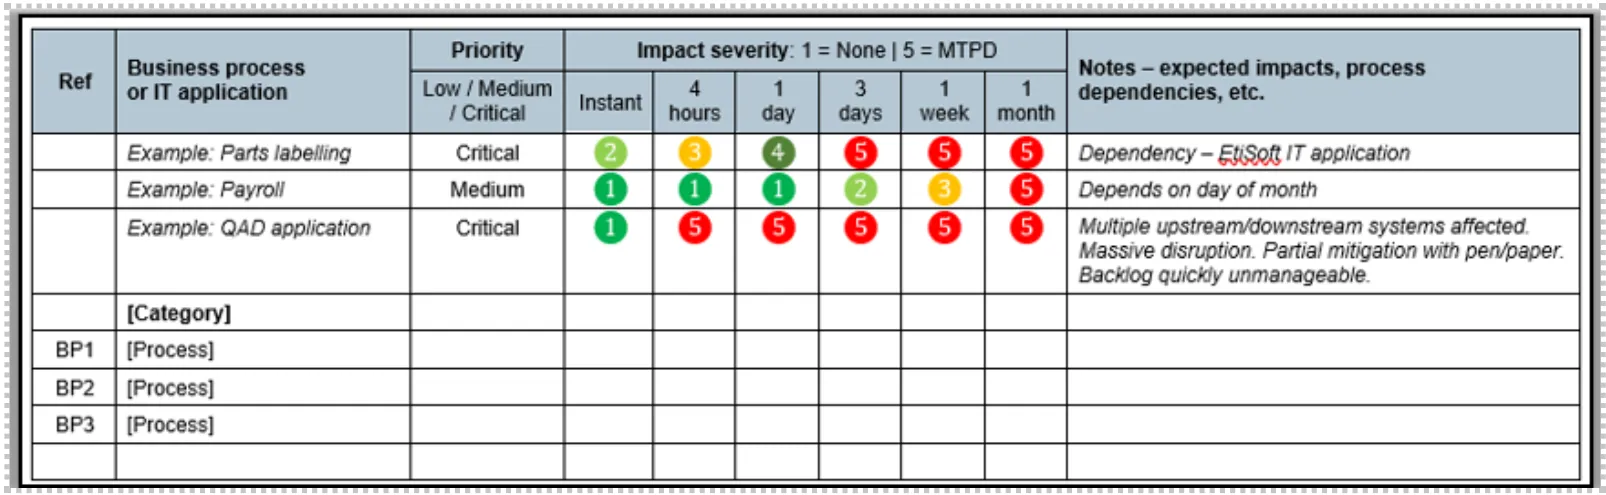 Ref
Business process
or IT application
Priority
Low / Medium
/ Critical
Impact severity: 1 = None | 5 = MTPD
Instant
4
hours
1
day
3
days
1
week
1
month
Notes – expected impacts, process
dependencies, etc.
Example: Parts labelling Critical 2 3 4 5 5 5 Dependency – EtiSoft IT application
Example: Payroll Medium 1 1 1 2 3 5 Depends on day of month
Example: QAD application Critical 1 5 5 5 5 5 Multiple upstream/downstream systems affected.
Massive disruption. Partial mitigation with pen/paper.
Backlog quickly unmanageable.
[Category]
BP1 [Process]
BP2 [Process]
BP3 [Process]